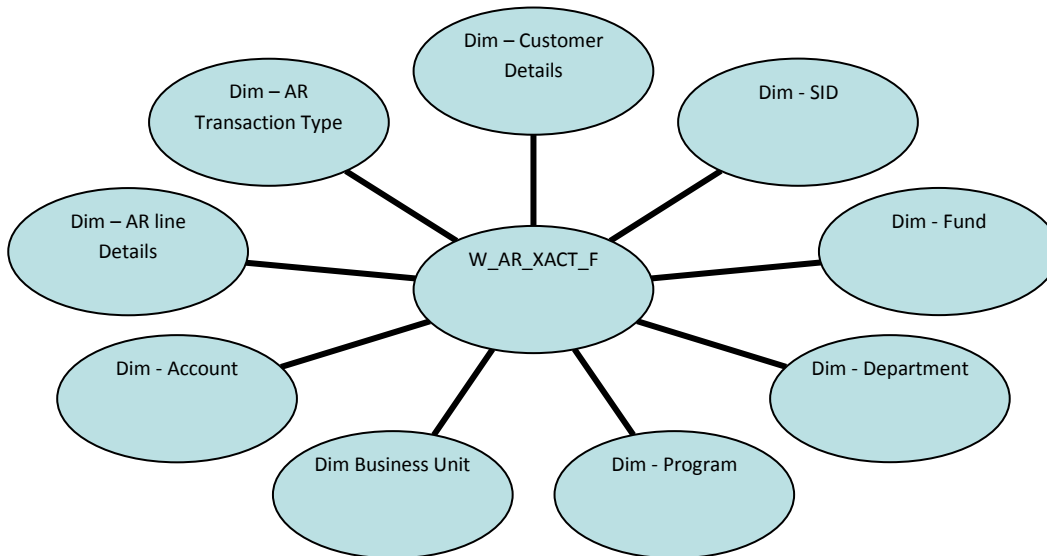 Dim – Customer
Details
Dim – AR
Transaction Type
Dim - SID
Dim – AR line
Details
Dim - Fund
W_AR_XACT_F
Dim - Account
Dim - Department
Dim Business Unit
Dim - Program